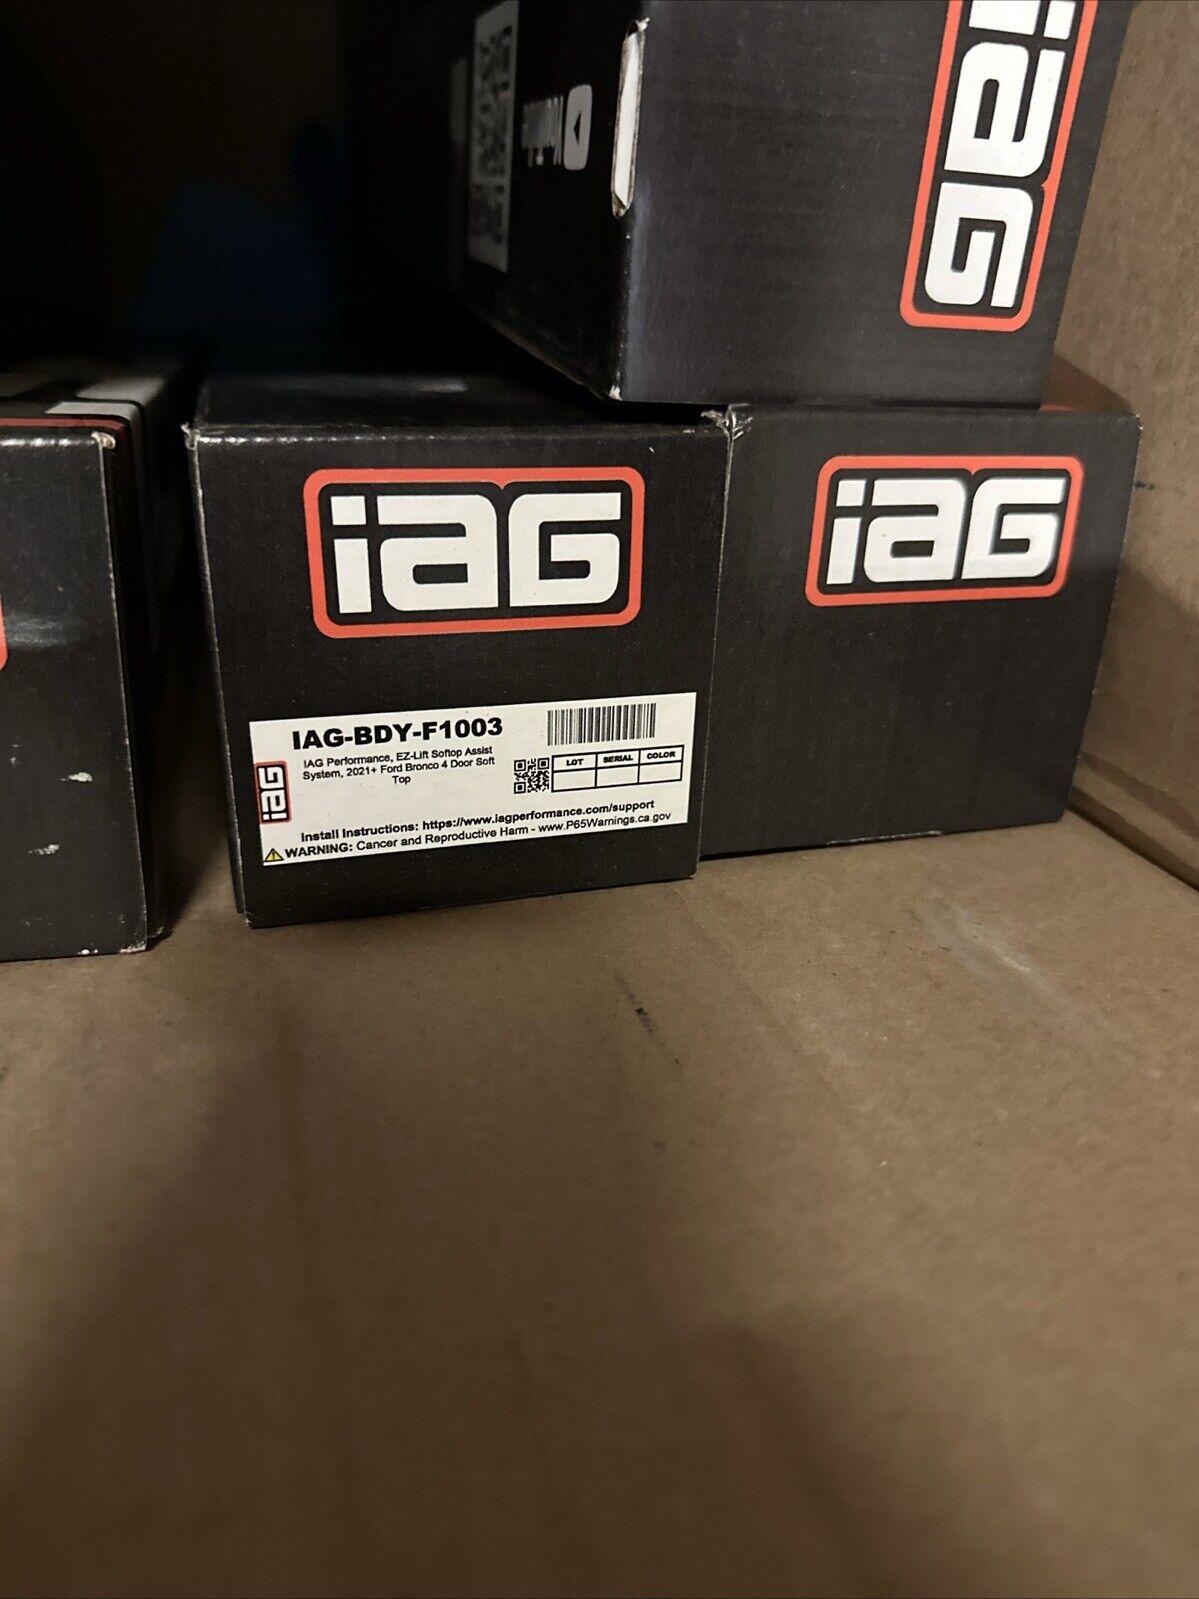 YouTube
iAG
iAG
iAG
IAG-BDY-F1003
IAG Performance, EZ-Lift Softop Assist
System, 2021+ Ford Bronco 4 Door Soft
Top
LOT SERIAL COLOR
iAG
Install Instructions: https://www.iagperformance.com/support
WARNING: Cancer and Reproductive Harm - www.P65Warnings.ca.gov